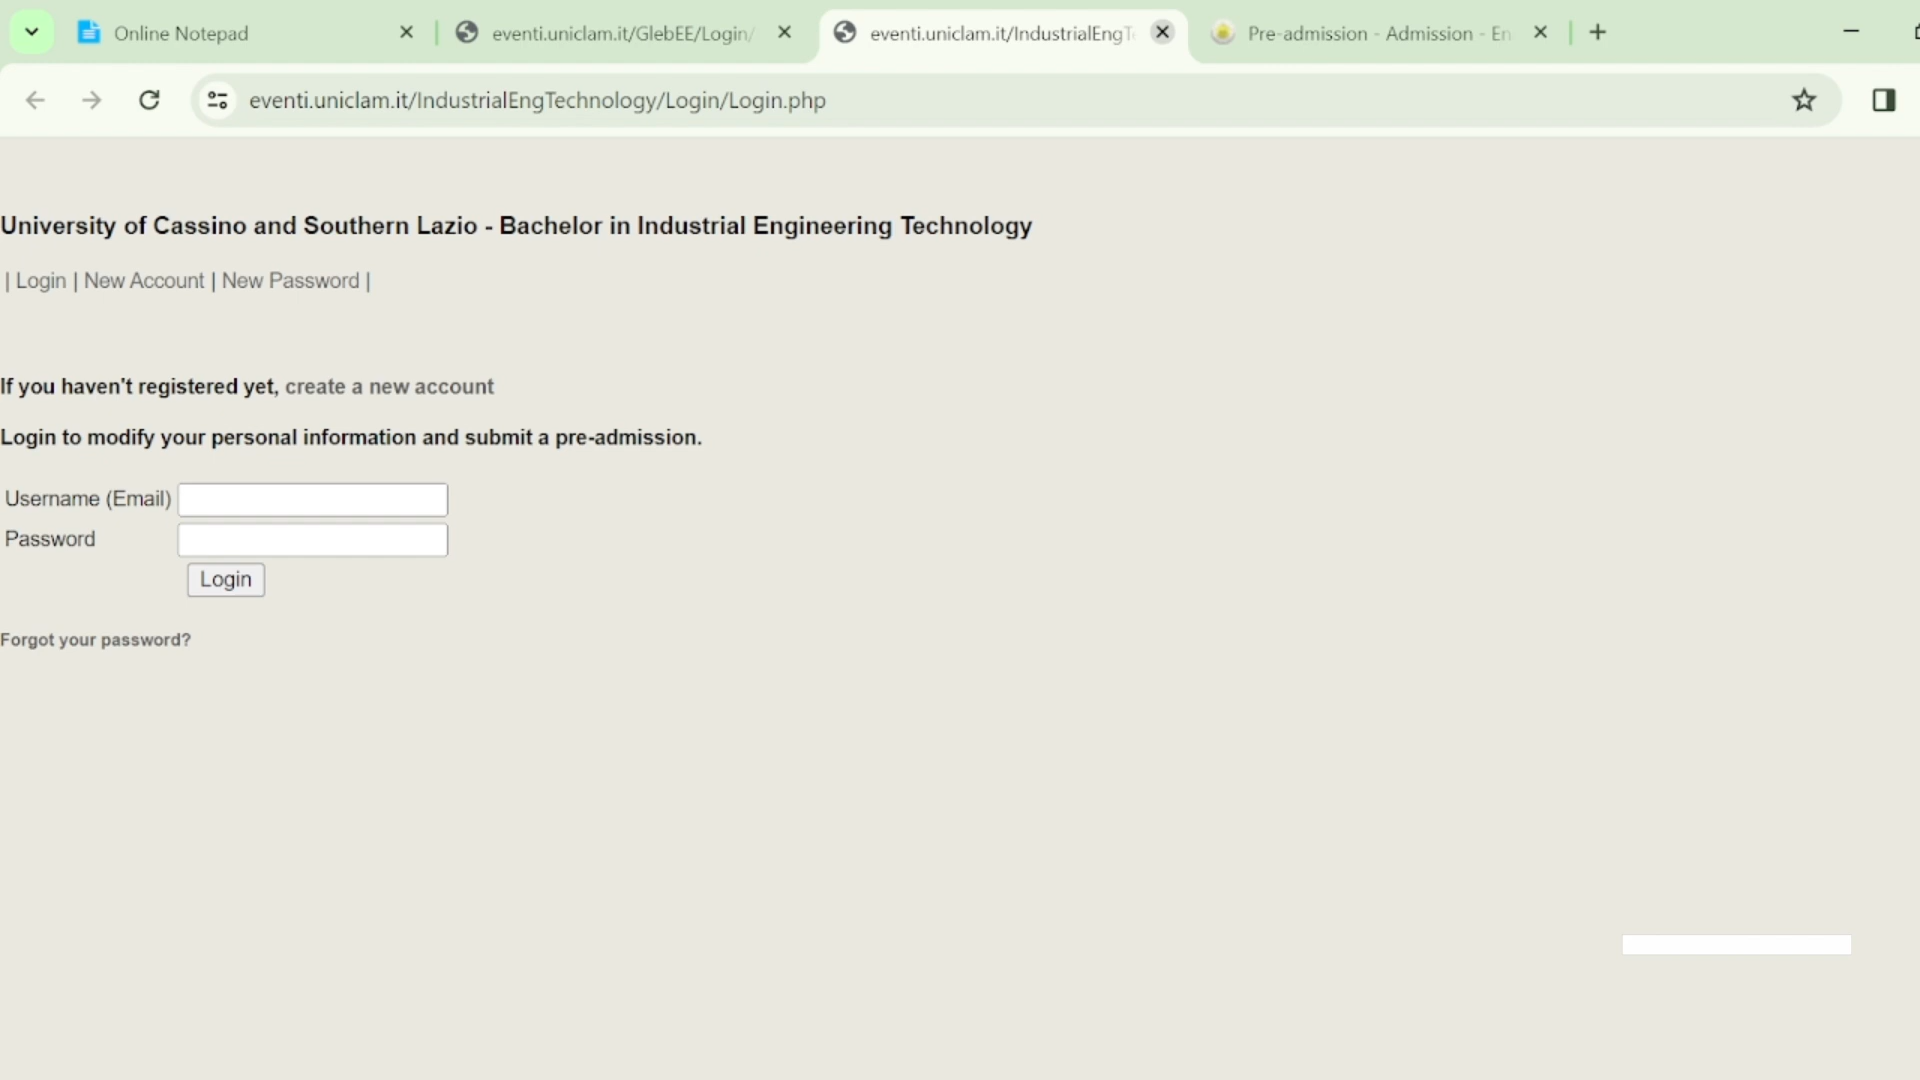 Online Notepad
eventi.uniclam.it/GlebEE/Login/
eventi.uniclam.it/IndustrialEngT
Pre-admission - Admission - En
eventi.uniclam.it/IndustrialEngTechnology/Login/Login.php
University of Cassino and Southern Lazio - Bachelor in Industrial Engineering Technology
| Login | New Account | New Password |
If you haven't registered yet, create a new account
Login to modify your personal information and submit a pre-admission.
Username (Email)
Password
Login
Forgot your password?